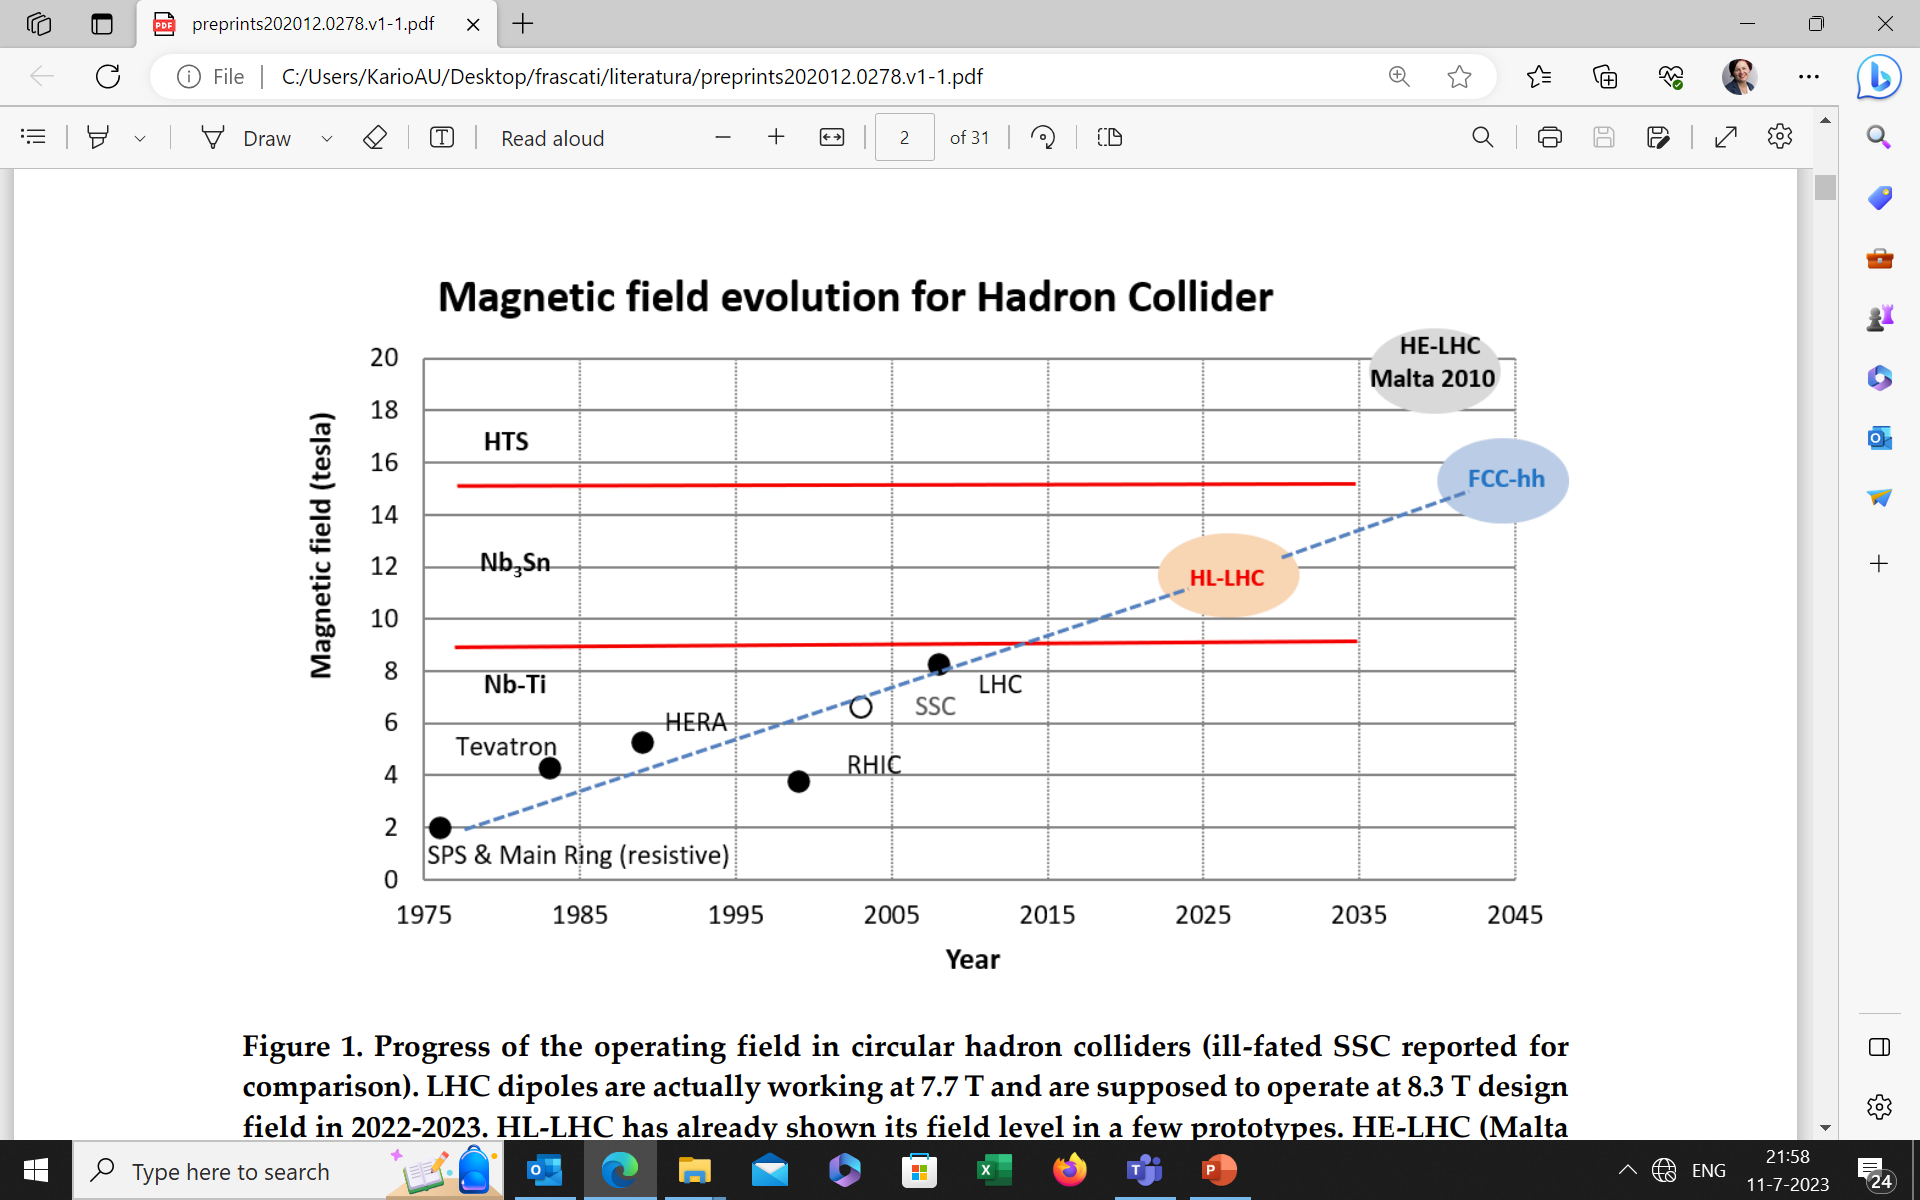 preprints202012.0278.v1-1.pdf
File
C:/Users/KarioAU/Desktop/frascati/literatura/preprints202012.0278.v1-1.pdf
Draw
Read aloud
2
of 31
Magnetic field evolution for Hadron Collider
Magnetic field (tesla)
20
18
16
14
12
10
8
6
4
2
0
HE-LHC
Malta 2010
HTS
FCC-hh
Nb₃Sn
HL-LHC
Nb-Ti
LHC
SSC
HERA
Tevatron
RHIC
SPS & Main Ring (resistive)
1975 1985 1995 2005 2015 2025 2035 2045
Year
Figure 1. Progress of the operating field in circular hadron colliders (ill-fated SSC reported for
comparison). LHC dipoles are actually working at 7.7 T and are supposed to operate at 8.3 T design
field in 2022-2023. HL-LHC has already shown its field level in a few prototypes. HE-LHC (Malta
Type here to search
ENG
21:58
11-7-2023
24